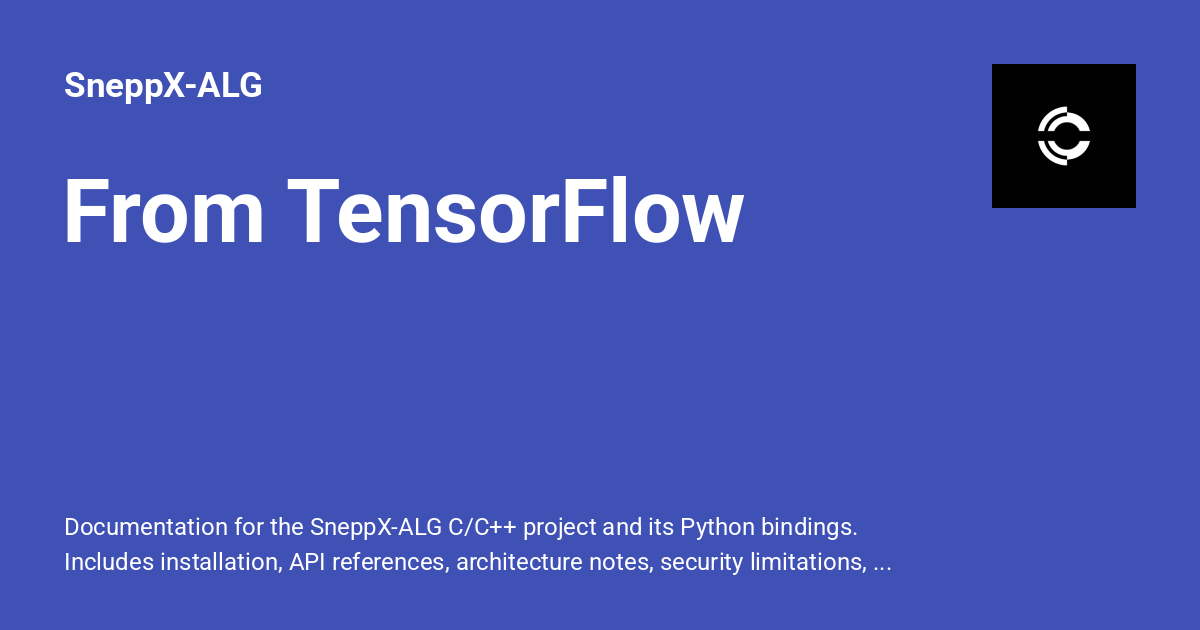 SneppX-ALG
From TensorFlow
Documentation for the SneppX-ALG C/C++ project and its Python bindings.
Includes installation, API references, architecture notes, security limitations, ...